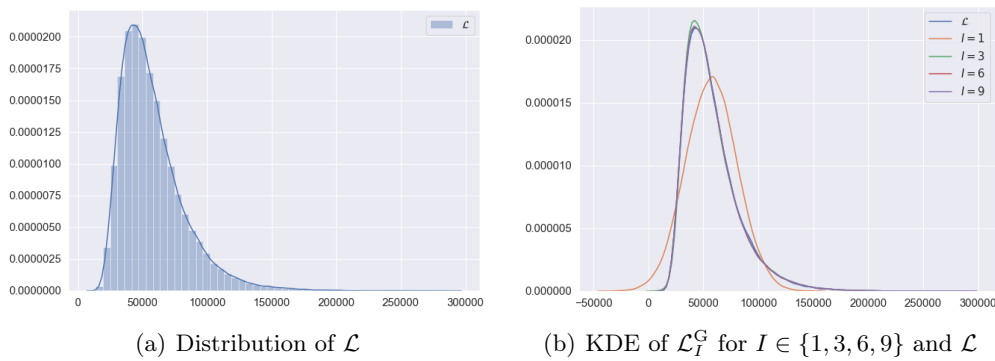 0.0000200
0.0000175
0.0000150
0.0000125
0.0000100
0.0000075
0.0000050
0.0000025
0.0000000
0 50000 100000 150000 200000 250000 300000
ℒ
(a) Distribution of ℒ
0.000020
0.000015
0.000010
0.000005
0.000000
−50000 0 50000 100000 150000 200000 250000 300000
ℒ
I = 1
I = 3
I = 6
I = 9
(b) KDE of ℒ_I^G for I ∈ {1, 3, 6, 9} and ℒ